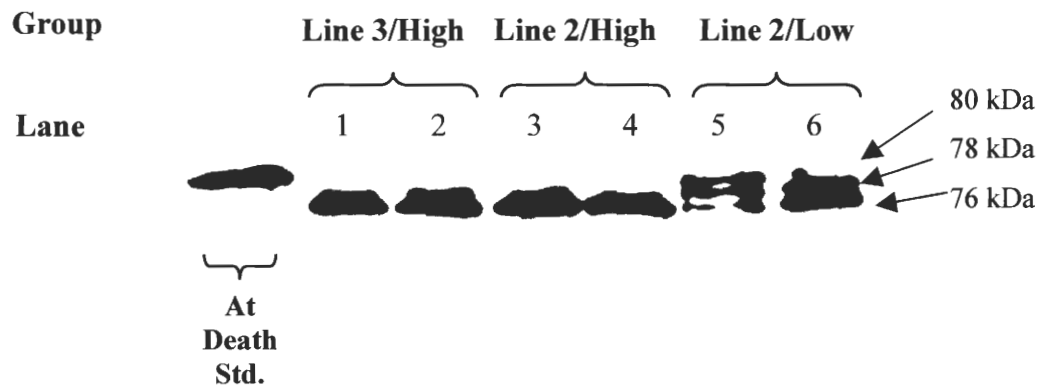 Group Line 3/High Line 2/High Line 2/Low
80 kDa
Lane 1 2 3 4 5 6
78 kDa
76 kDa
At
Death
Std.